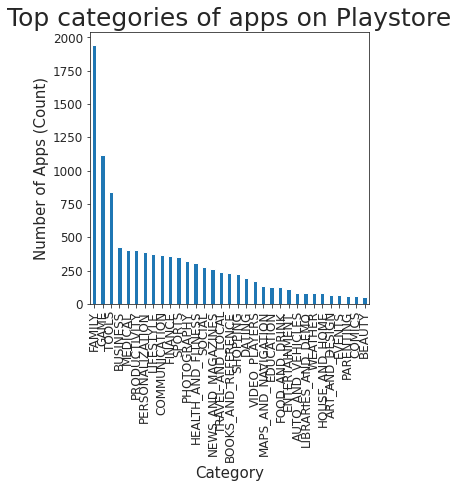 Top categories of apps on Playstore
2000
1750
1500
1250
1000
750
500
250
0
Number of Apps (Count)
FAMILY
GAME
TOOLS
BUSINESS
MEDICAL
PRODUCTIVITY
PERSONALIZATION
LIFESTYLE
COMMUNICATION
FINANCE
SPORTS
PHOTOGRAPHY
HEALTH_AND_FITNESS
SOCIAL
NEWS_AND_MAGAZINES
TRAVEL_AND_LOCAL
BOOKS_AND_REFERENCE
SHOPPING
DATING
VIDEO_PLAYERS
MAPS_AND_NAVIGATION
EDUCATION
FOOD_AND_DRINK
ENTERTAINMENT
AUTO_AND_VEHICLES
LIBRARIES_AND_DEMO
WEATHER
HOUSE_AND_HOME
ART_AND_DESIGN
EVENTS
PARENTING
COMICS
BEAUTY
Category